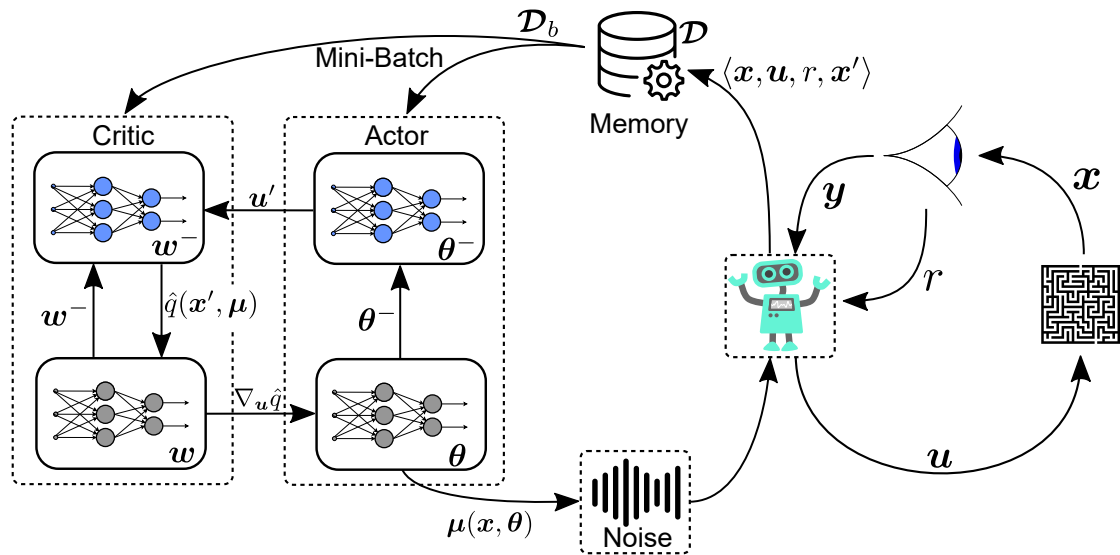 𝓓_b
𝓓
Mini-Batch
⟨x, u, r, x′⟩
Memory
Critic
Actor
x
y
u′
w⁻
θ⁻
r
w⁻
q̂(x′, μ)
θ⁻
∇_u q̂
w
θ
u
μ(x, θ)
Noise